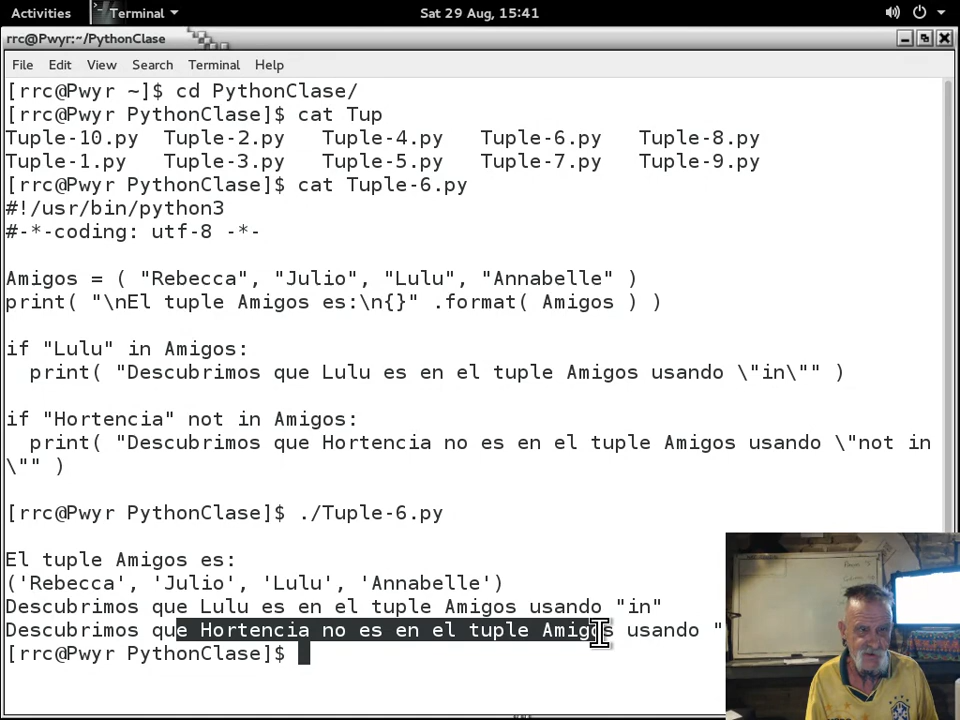 Activities Terminal Sat 29 Aug, 15:41
rrc@Pwyr:~/PythonClase
File Edit View Search Terminal Help
[rrc@Pwyr ~]$ cd PythonClase/
[rrc@Pwyr PythonClase]$ cat Tup
Tuple-10.py Tuple-2.py Tuple-4.py Tuple-6.py Tuple-8.py
Tuple-1.py Tuple-3.py Tuple-5.py Tuple-7.py Tuple-9.py
[rrc@Pwyr PythonClase]$ cat Tuple-6.py
#!/usr/bin/python3
#-*-coding: utf-8 -*-
Amigos = ( "Rebecca", "Julio", "Lulu", "Annabelle" )
print( "\nEl tuple Amigos es:\n{}" .format( Amigos ) )
if "Lulu" in Amigos:
print( "Descubrimos que Lulu es en el tuple Amigos usando \"in\"" )
if "Hortencia" not in Amigos:
print( "Descubrimos que Hortencia no es en el tuple Amigos usando \"not in
\"" )
[rrc@Pwyr PythonClase]$ ./Tuple-6.py
El tuple Amigos es:
('Rebecca', 'Julio', 'Lulu', 'Annabelle')
Descubrimos que Lulu es en el tuple Amigos usando "in"
Descubrimos que Hortencia no es en el tuple Amigos usando "
[rrc@Pwyr PythonClase]$